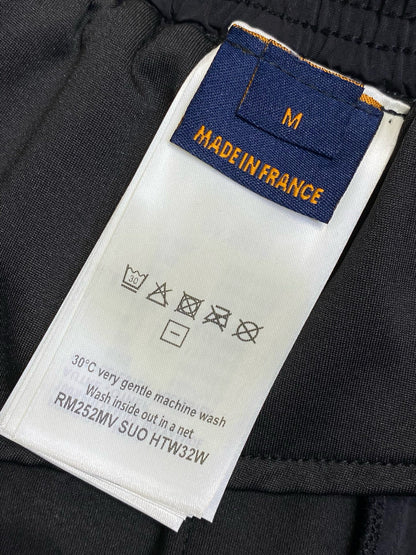 M
MADE IN FRANCE
30
30°C very gentle machine wash
Wash inside out in a net
RM252MV SUO HTW32W